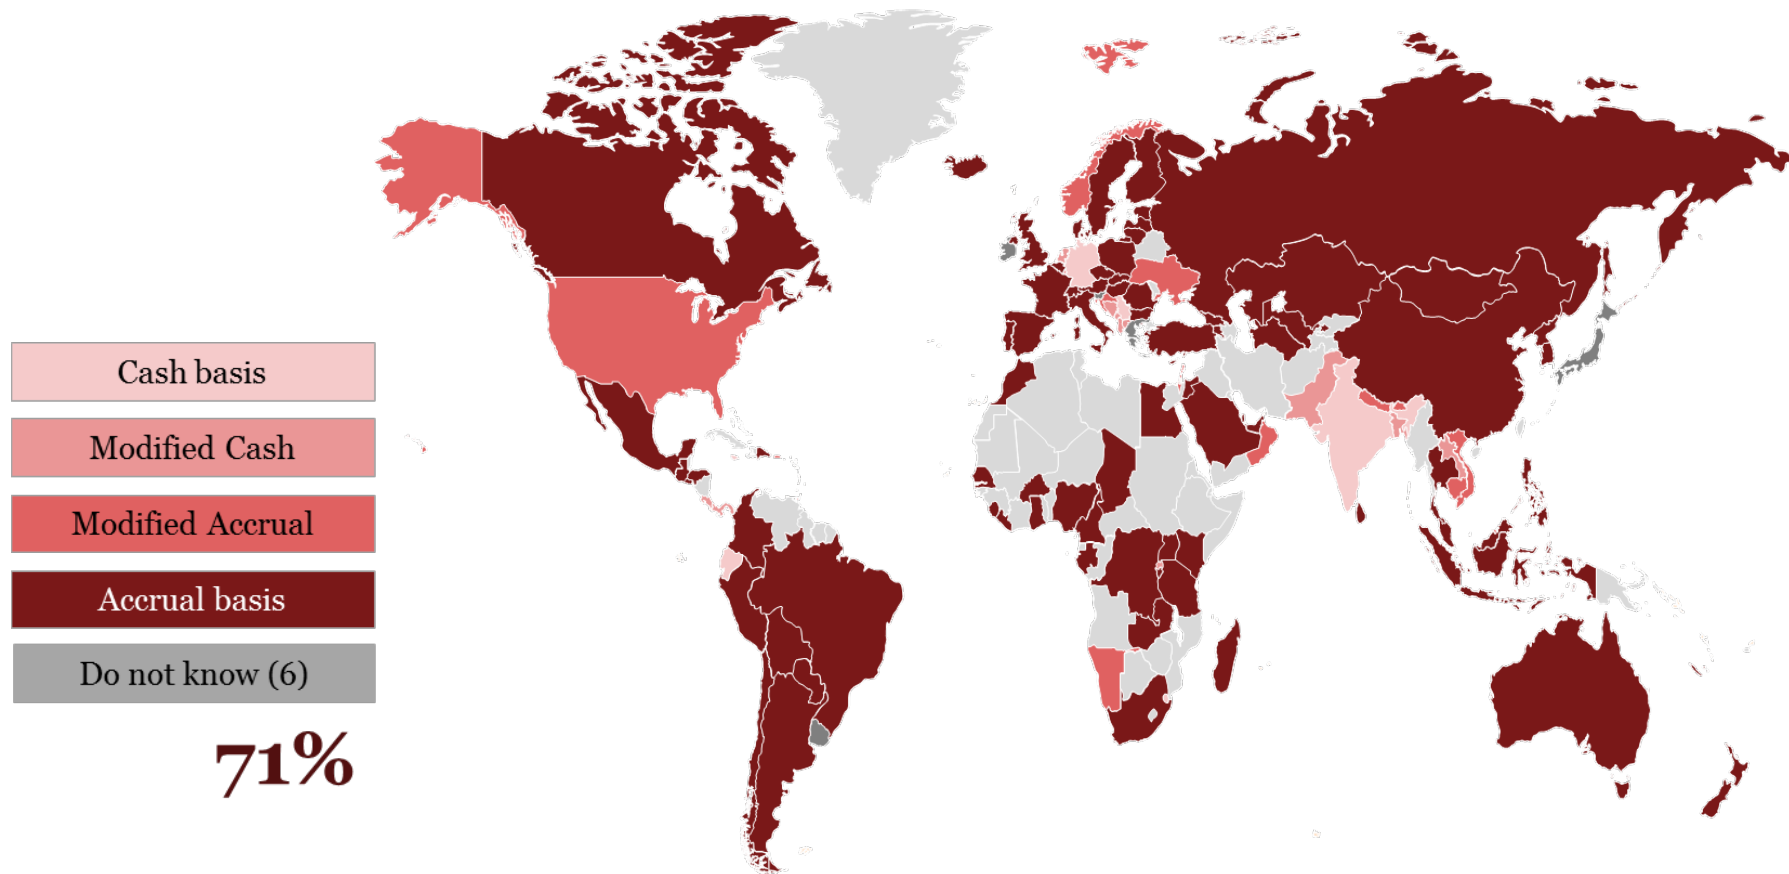 Cash basis
Modified Cash
Modified Accrual
Accrual basis
Do not know (6)
71%